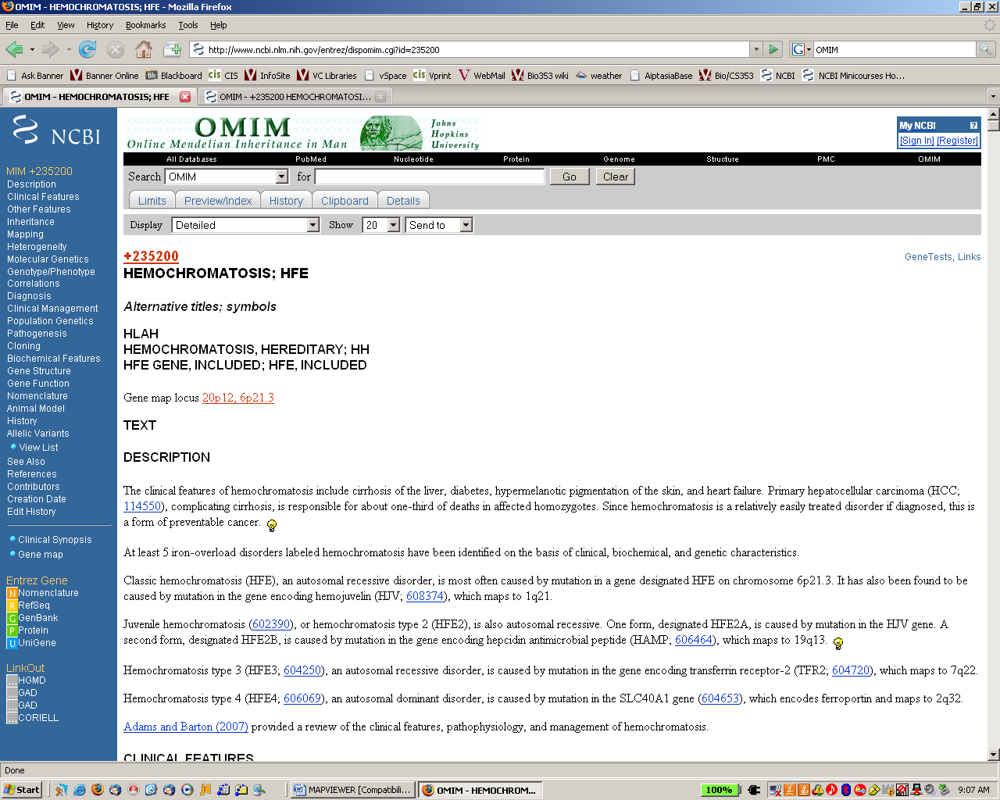 OMIM - HEMOCHROMATOSIS; HFE - Mozilla Firefox
File Edit View History Bookmarks Tools Help
http://www.ncbi.nlm.nih.gov/entrez/dispomim.cgi?id=235200
G OMIM
Ask Banner Banner Online Bb Blackboard cis CIS InfoSite VC Libraries vSpace cis Vprint WebMail Bio353 wiki weather AiptasiaBase Bio/CS353 NCBI NCBI Minicourses Ho...
OMIM - HEMOCHROMATOSIS; HFE OMIM - +235200 HEMOCHROMATOSI...
NCBI
MIM +235200
Description
Clinical Features
Other Features
Inheritance
Mapping
Heterogeneity
Molecular Genetics
Genotype/Phenotype
Correlations
Diagnosis
Clinical Management
Population Genetics
Pathogenesis
Cloning
Biochemical Features
Gene Structure
Gene Function
Nomenclature
Animal Model
History
Allelic Variants
View List
See Also
References
Contributors
Creation Date
Edit History
Clinical Synopsis
Gene map
Entrez Gene
N Nomenclature
R RefSeq
G GenBank
P Protein
U UniGene
LinkOut
... HGMD
... GAD
... GAD
... CORIELL
OMIM
Online Mendelian Inheritance in Man
Johns
Hopkins
University
My NCBI ?
[Sign In] [Register]
All Databases PubMed Nucleotide Protein Genome Structure PMC OMIM
Search OMIM for Go Clear
Limits Preview/Index History Clipboard Details
Display Detailed Show 20 Send to
+235200 GeneTests, Links
HEMOCHROMATOSIS; HFE
Alternative titles; symbols
HLAH
HEMOCHROMATOSIS, HEREDITARY; HH
HFE GENE, INCLUDED; HFE, INCLUDED
Gene map locus 20p12, 6p21.3
TEXT
DESCRIPTION
The clinical features of hemochromatosis include cirrhosis of the liver, diabetes, hypermelanotic pigmentation of the skin, and heart failure. Primary hepatocellular carcinoma (HCC;
114550), complicating cirrhosis, is responsible for about one-third of deaths in affected homozygotes. Since hemochromatosis is a relatively easily treated disorder if diagnosed, this is
a form of preventable cancer.
At least 5 iron-overload disorders labeled hemochromatosis have been identified on the basis of clinical, biochemical, and genetic characteristics.
Classic hemochromatosis (HFE), an autosomal recessive disorder, is most often caused by mutation in a gene designated HFE on chromosome 6p21.3. It has also been found to be
caused by mutation in the gene encoding hemojuvelin (HJV; 608374), which maps to 1q21.
Juvenile hemochromatosis (602390), or hemochromatosis type 2 (HFE2), is also autosomal recessive. One form, designated HFE2A, is caused by mutation in the HJV gene. A
second form, designated HFE2B, is caused by mutation in the gene encoding hepcidin antimicrobial peptide (HAMP; 606464), which maps to 19q13.
Hemochromatosis type 3 (HFE3; 604250), an autosomal recessive disorder, is caused by mutation in the gene encoding transferrin receptor-2 (TFR2; 604720), which maps to 7q22.
Hemochromatosis type 4 (HFE4; 606069), an autosomal dominant disorder, is caused by mutation in the SLC40A1 gene (604653), which encodes ferroportin and maps to 2q32.
Adams and Barton (2007) provided a review of the clinical features, pathophysiology, and management of hemochromatosis.
CLINICAL FEATURES
Done
Start MAPVIEWER [Compatibili... OMIM - HEMOCHROM... 100% 9:07 AM